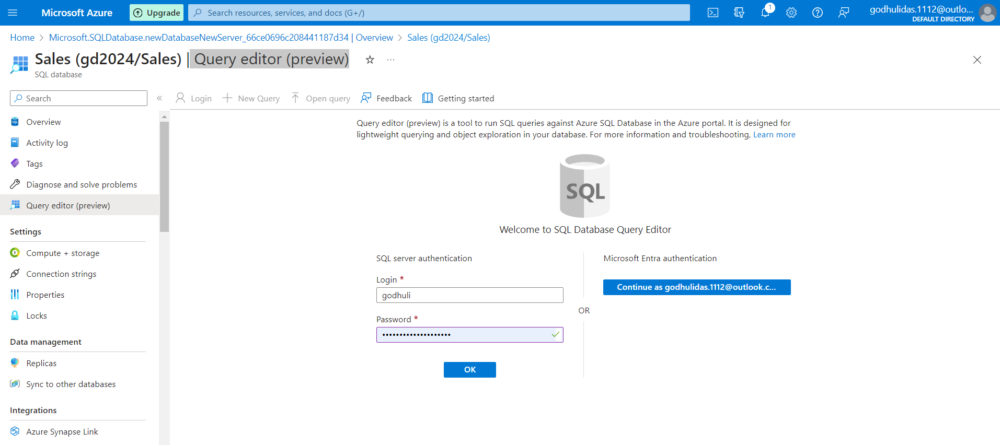 Microsoft Azure
Upgrade
Search resources, services, and docs (G+/)
1
godhulidas.1112@outlo...
DEFAULT DIRECTORY
Home > Microsoft.SQLDatabase.newDatabaseNewServer_66ce0696c208441187d34 | Overview > Sales (gd2024/Sales)
Sales (gd2024/Sales) | Query editor (preview)
SQL database
Search
Login
New Query
Open query
Feedback
Getting started
Overview
Activity log
Tags
Diagnose and solve problems
Query editor (preview)
Settings
Compute + storage
Connection strings
Properties
Locks
Data management
Replicas
Sync to other databases
Integrations
Azure Synapse Link
Query editor (preview) is a tool to run SQL queries against Azure SQL Database in the Azure portal. It is designed for
lightweight querying and object exploration in your database. For more information and troubleshooting, Learn more
SQL
Welcome to SQL Database Query Editor
SQL server authentication
Login *
godhuli
Password *
••••••••••••••••••••
OK
OR
Microsoft Entra authentication
Continue as godhulidas.1112@outlook.c...